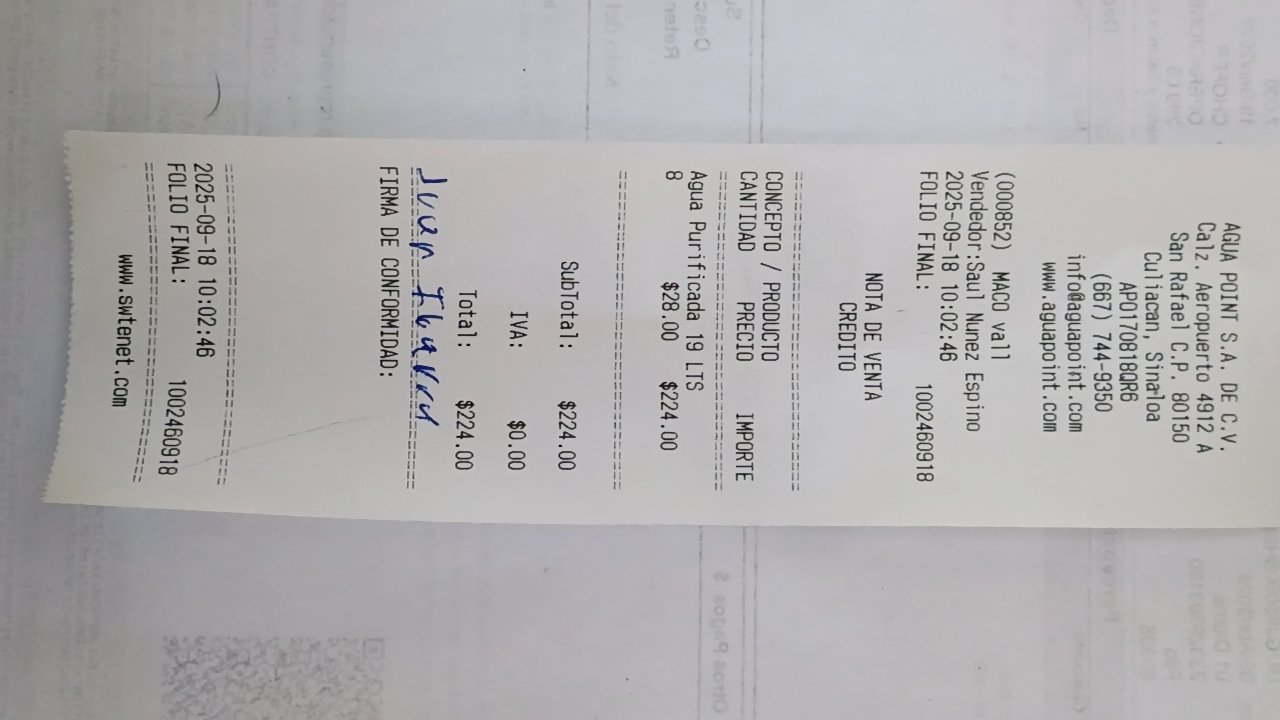 AGUA POINT S.A. DE C.V.
Calz. Aeropuerto 4912 A
San Rafael C.P. 80150
Culiacan, Sinaloa
APO170818QR6
(667) 744-9350
info@aguapoint.com
www.aguapoint.com
(000852) MACO vall
Vendedor:Saul Nunez Espino
2025-09-18 10:02:46
FOLIO FINAL: 1002460918
NOTA DE VENTA
CREDITO
CONCEPTO / PRODUCTO
CANTIDAD PRECIO IMPORTE
Agua Purificada 19 LTS
8 $28.00 $224.00
SubTotal: $224.00
IVA: $0.00
Total: $224.00
Juan Ibarra
FIRMA DE CONFORMIDAD:
2025-09-18 10:02:46
FOLIO FINAL: 1002460918
www.swtenet.com
Otros Pagos $